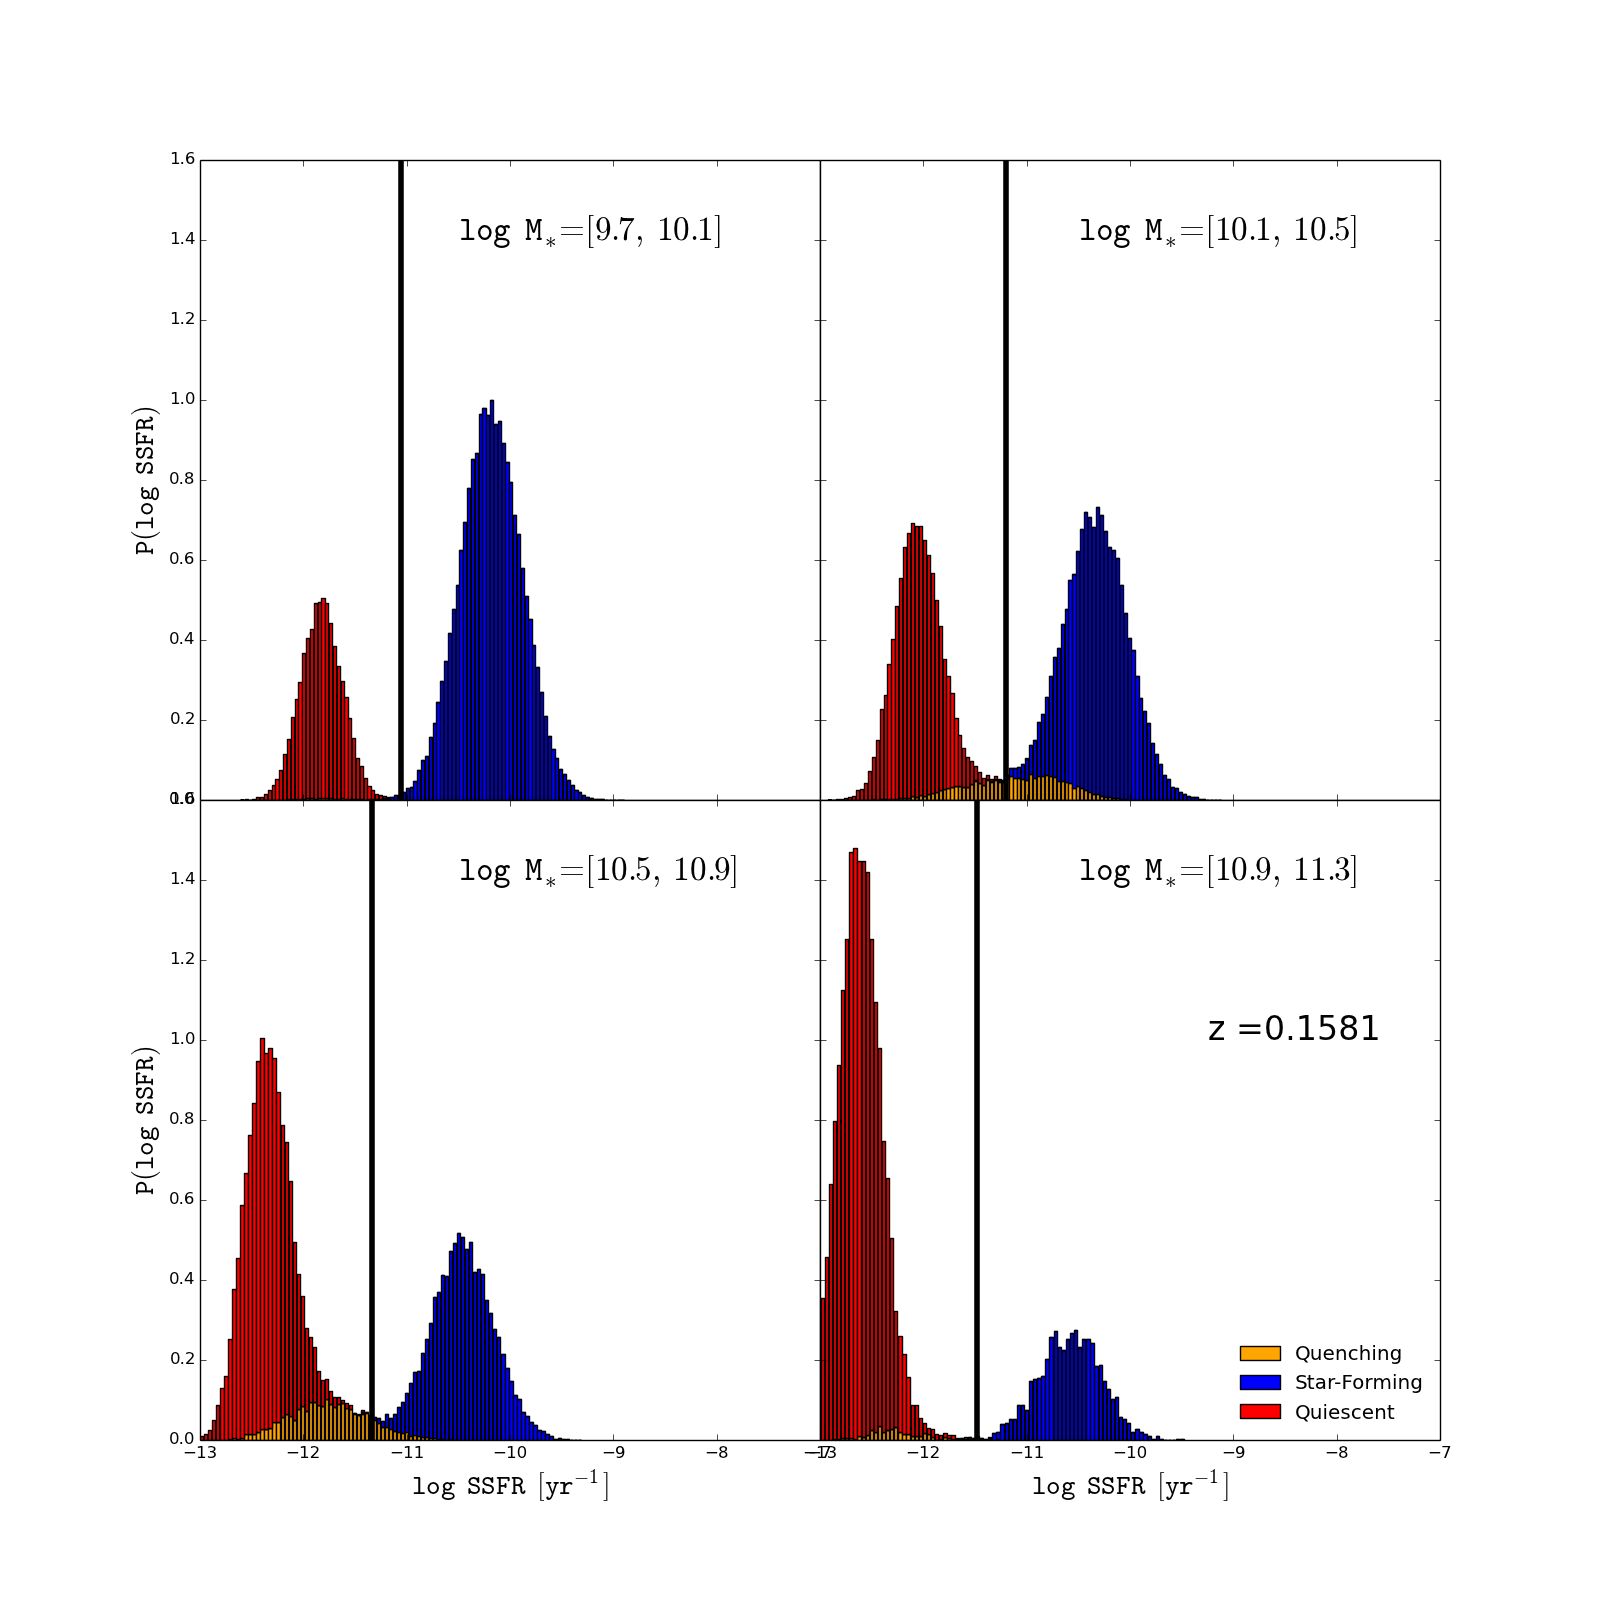 1.6
1.4
1.2
1.0
0.8
0.6
0.4
0.2
P(log SSFR)
log M*=[9.7, 10.1]
log M*=[10.1, 10.5]
1.4
1.2
1.0
0.8
0.6
0.4
0.2
0.0
P(log SSFR)
log M*=[10.5, 10.9]
log M*=[10.9, 11.3]
z =0.1581
Quenching
Star-Forming
Quiescent
−13 −12 −11 −10 −9 −8 −12 −11 −10 −9 −8 −7
log SSFR [yr⁻¹] log SSFR [yr⁻¹]